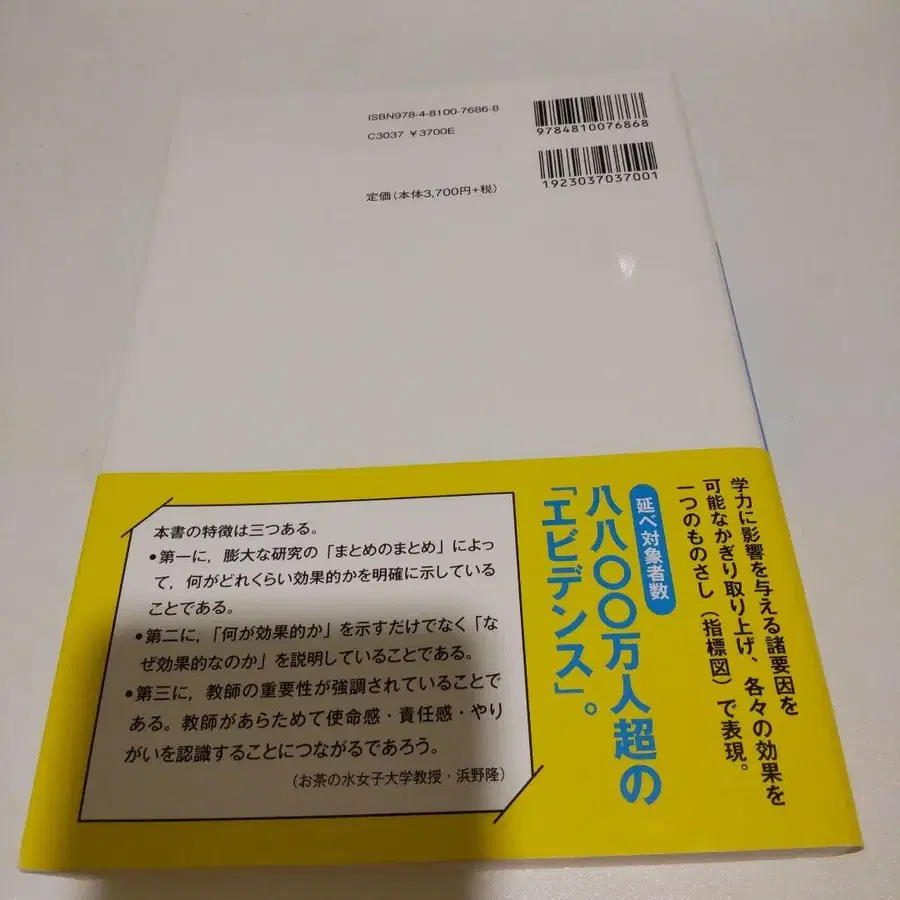 ISBN978-4-8100-7686-8
C3037 ¥3700E
定価(本体3,700円+税)
9784810076868
1923037037001
学力に影響を与える諸要因を
可能なかぎり取り上げ、各々の効果を
一つのものさし(指標図)で表現。
延べ対象者数
八八〇〇万人超の
「エビデンス」。
本書の特徴は三つある。
•第一に,膨大な研究の「まとめのまとめ」によっ
て,何がどれくらい効果的かを明確に示している
ことである。
•第二に,「何が効果的か」を示すだけでなく「な
ぜ効果的なのか」を説明していることである。
•第三に,教師の重要性が強調されていることで
ある。教師があらためて使命感・責任感・やり
がいを認識することにつながるであろう。
(お茶の水女子大学教授・浜野隆)